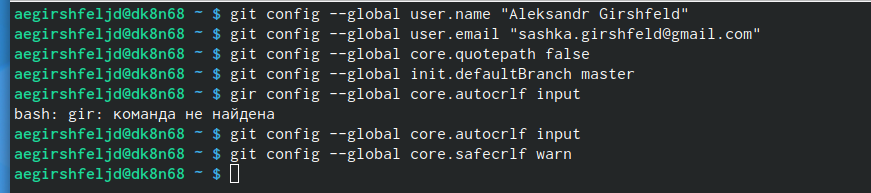 aegirshfeljd@dk8n68 ~ $ git config --global user.name "Aleksandr Girshfeld"
aegirshfeljd@dk8n68 ~ $ git config --global user.email "sashka.girshfeld@gmail.com"
aegirshfeljd@dk8n68 ~ $ git config --global core.quotepath false
aegirshfeljd@dk8n68 ~ $ git config --global init.defaultBranch master
aegirshfeljd@dk8n68 ~ $ gir config --global core.autocrlf input
bash: gir: команда не найдена
aegirshfeljd@dk8n68 ~ $ git config --global core.autocrlf input
aegirshfeljd@dk8n68 ~ $ git config --global core.safecrlf warn
aegirshfeljd@dk8n68 ~ $